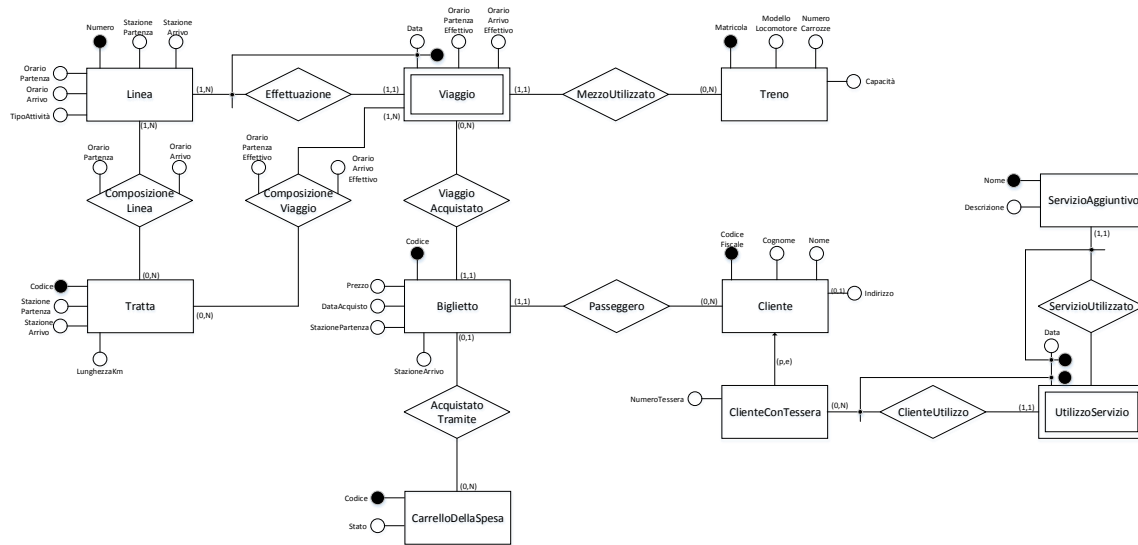 Numero
Stazione
Partenza
Stazione
Arrivo
Orario
Partenza
Orario
Arrivo
TipoAttività
Linea
(1,N)
(1,N)
Effettuazione
(1,1)
Data
Orario
Partenza
Effettivo
Orario
Arrivo
Effettivo
Viaggio
(1,N)
(0,N)
(1,1)
MezzoUtilizzato
(0,N)
Matricola
Modello
Locomotore
Numero
Carrozze
Treno
Capacità
Orario
Partenza
Orario
Arrivo
Composizione
Linea
Orario
Partenza
Effettivo
Orario
Arrivo
Effettivo
Composizione
Viaggio
Viaggio
Acquistato
Nome
Descrizione
ServizioAggiuntivo
(1,1)
ServizioUtilizzato
(0,N)
Codice
Stazione
Partenza
Stazione
Arrivo
Tratta
(0,N)
LunghezzaKm
(1,1)
Codice
Prezzo
DataAcquisto
StazionePartenza
Biglietto
(1,1)
(0,1)
StazioneArrivo
Passeggero
(0,N)
Codice
Fiscale
Cognome
Nome
Cliente
(0,1)
Indirizzo
(p,e)
NumeroTessera
ClienteConTessera
(0,N)
ClienteUtilizzo
(1,1)
Data
UtilizzoServizio
Acquistato
Tramite
(0,N)
Codice
Stato
CarrelloDellaSpesa